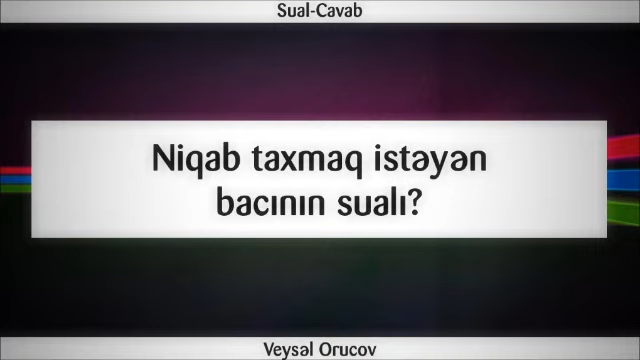 Sual-Cavab
Niqab taxmaq istəyən
bacının sualı?
Veysəl Orucov